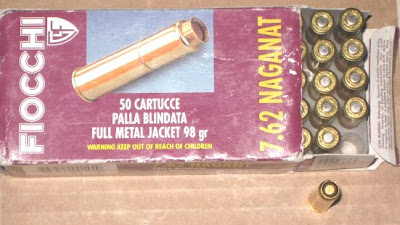 FIOCCHI
50 CARTUCCE
PALLA BLINDATA
FULL METAL JACKET 98 gr
WARNING KEEP OUT OF REACH OF CHILDREN
7.62 NAGANAT